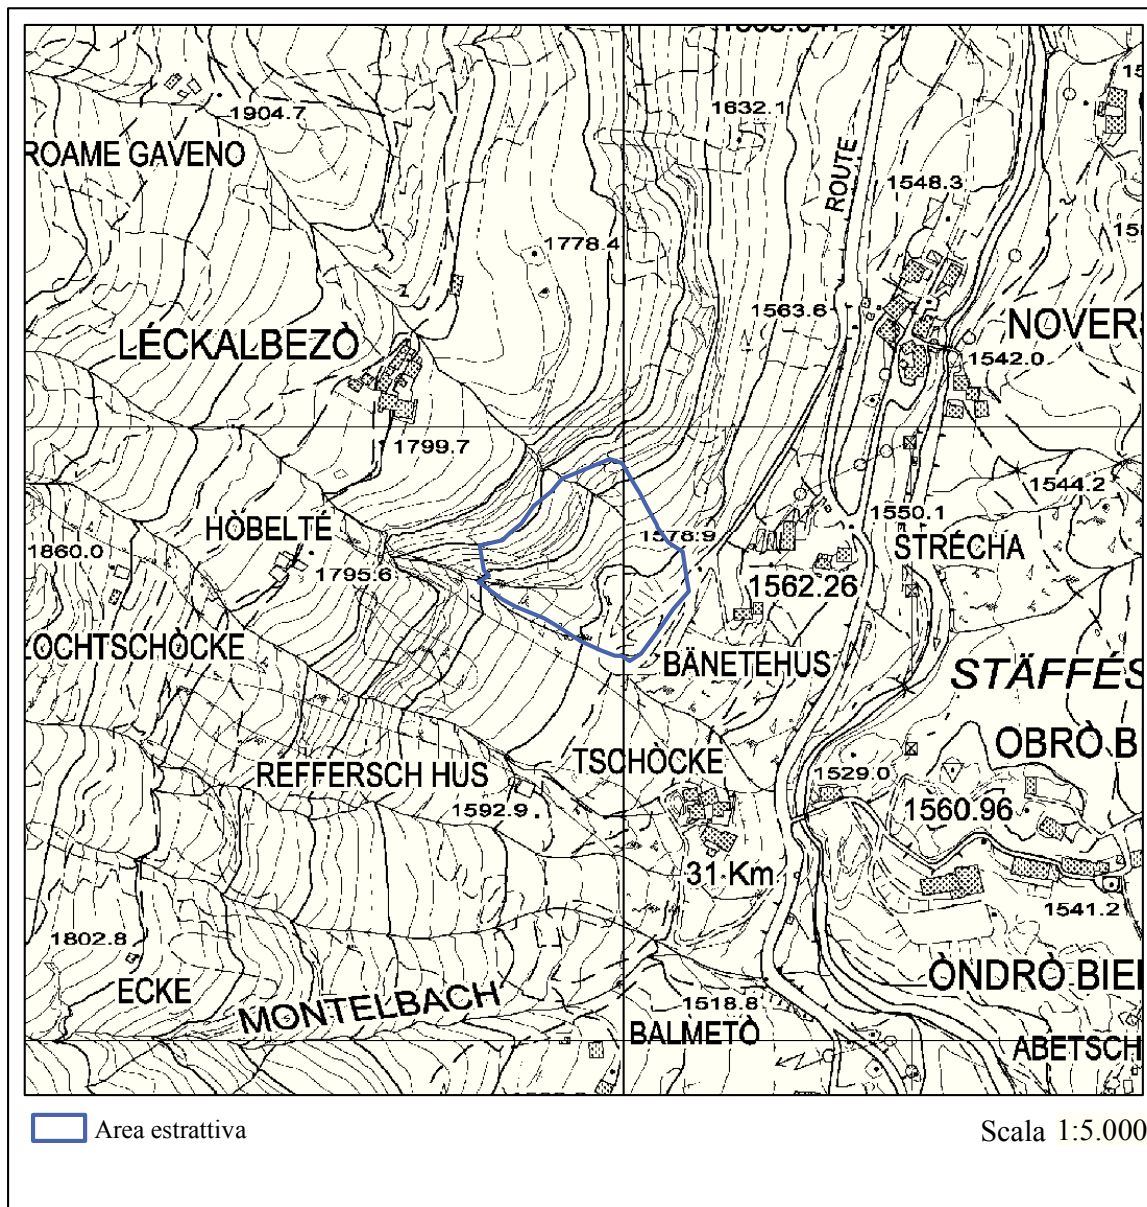 1632.1
1904.7
ROAME GAVENO
ROUTE
1548.3
1778.4
1563.6
NOVER
LÉCKALBEZÒ
1542.0
1799.7
1544.2
HÒBELTÉ
1550.1
1578.9
1860.0
STRÉCHA
1795.6
1562.26
LOCHTSCHÒCKE
BÄNETEHUS
STÄFFÉS
OBRÒ B
TSCHÒCKE
REFFERSCH HUS
1529.0
1592.9
1560.96
31 Km
1541.2
1802.8
ÒNDRÒ BIE
ECKE
MONTELBACH
1518.8
BALMETÒ
ABETSCH
Area estrattiva
Scala 1:5.000